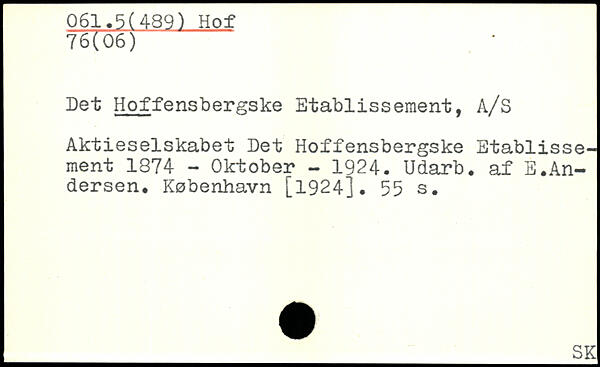 061.5(489) Hof
76(06)
Det Hoffensbergske Etablissement, A/S
Aktieselskabet Det Hoffensbergske Etablisse-
ment 1874 - Oktober - 1924. Udarb. af E.An-
dersen. København [1924]. 55 s.
SK